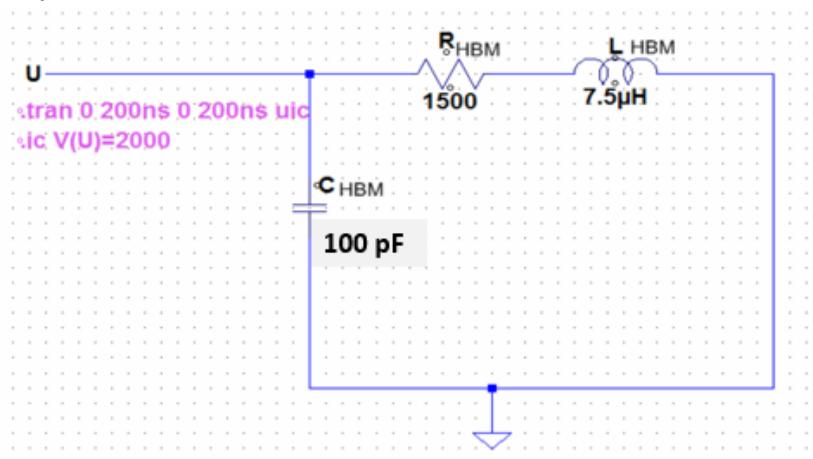 R HBM
L HBM
U
1500
7.5µH
.tran 0 200ns 0 200ns uic
.ic V(U)=2000
C HBM
100 pF